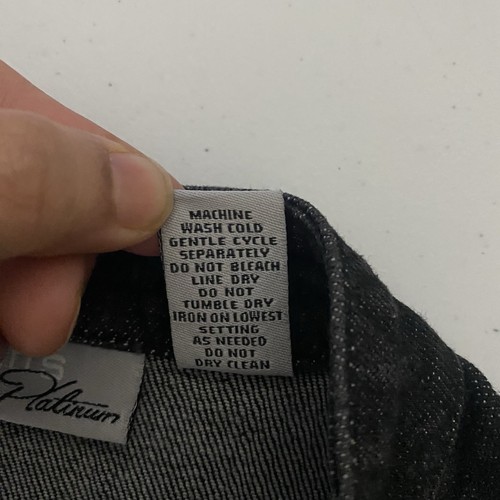 MACHINE
WASH COLD
GENTLE CYCLE
SEPARATELY
DO NOT BLEACH
LINE DRY
DO NOT
TUMBLE DRY
IRON ON LOWEST
SETTING
AS NEEDED
DO NOT
DRY CLEAN
Platinum